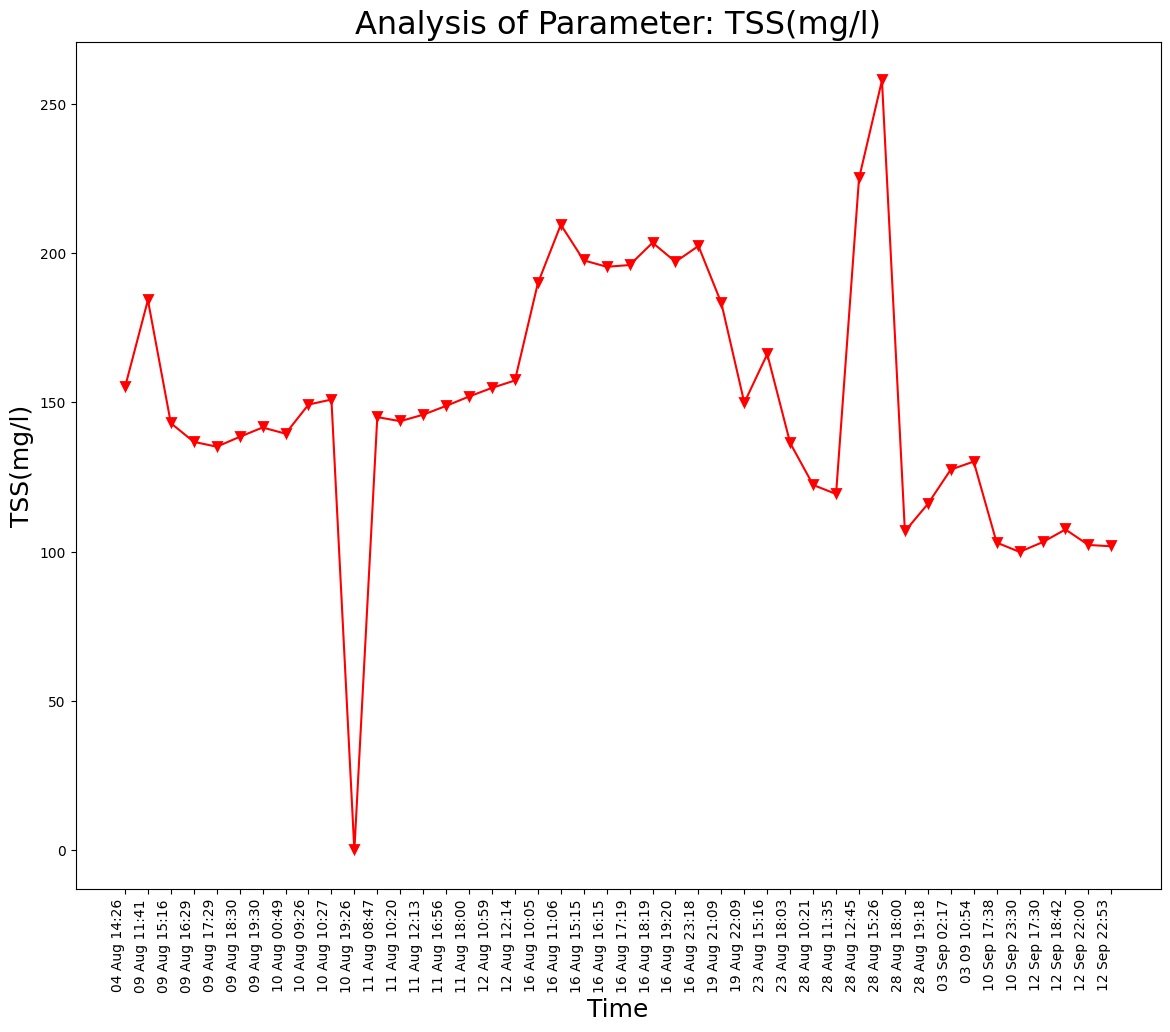 Analysis of Parameter: TSS(mg/l)
TSS(mg/l)
250
200
150
100
50
0
04 Aug 14:26
09 Aug 11:41
09 Aug 15:16
09 Aug 16:29
09 Aug 17:29
09 Aug 18:30
09 Aug 19:30
10 Aug 00:49
10 Aug 09:26
10 Aug 10:27
10 Aug 19:26
11 Aug 08:47
11 Aug 10:20
11 Aug 12:13
11 Aug 16:56
11 Aug 18:00
12 Aug 10:59
12 Aug 12:14
16 Aug 10:05
16 Aug 11:06
16 Aug 15:15
16 Aug 16:15
16 Aug 17:19
16 Aug 18:19
16 Aug 19:20
16 Aug 23:18
19 Aug 21:09
19 Aug 22:09
23 Aug 15:16
23 Aug 18:03
28 Aug 10:21
28 Aug 11:35
28 Aug 12:45
28 Aug 15:26
28 Aug 18:00
28 Aug 19:18
03 Sep 02:17
03 09 10:54
10 Sep 17:38
10 Sep 23:30
12 Sep 17:30
12 Sep 18:42
12 Sep 22:00
12 Sep 22:53
Time